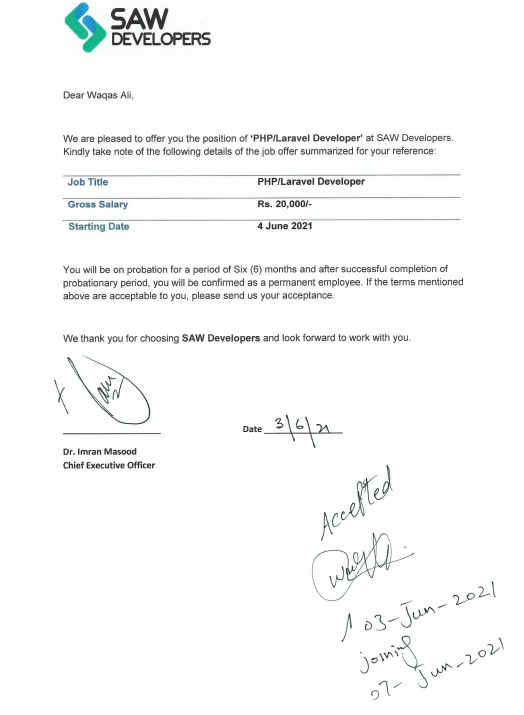 SAW
DEVELOPERS
Dear Waqas Ali,
We are pleased to offer you the position of 'PHP/Laravel Developer' at SAW Developers.
Kindly take note of the following details of the job offer summarized for your reference:
Job Title PHP/Laravel Developer
Gross Salary Rs. 20,000/-
Starting Date 4 June 2021
You will be on probation for a period of Six (6) months and after successful completion of
probationary period, you will be confirmed as a permanent employee. If the terms mentioned
above are acceptable to you, please send us your acceptance.
We thank you for choosing SAW Developers and look forward to work with you.
Date 3/6/21
Dr. Imran Masood
Chief Executive Officer
Accepted
03-Jun-2021
joining
07-Jun-2021